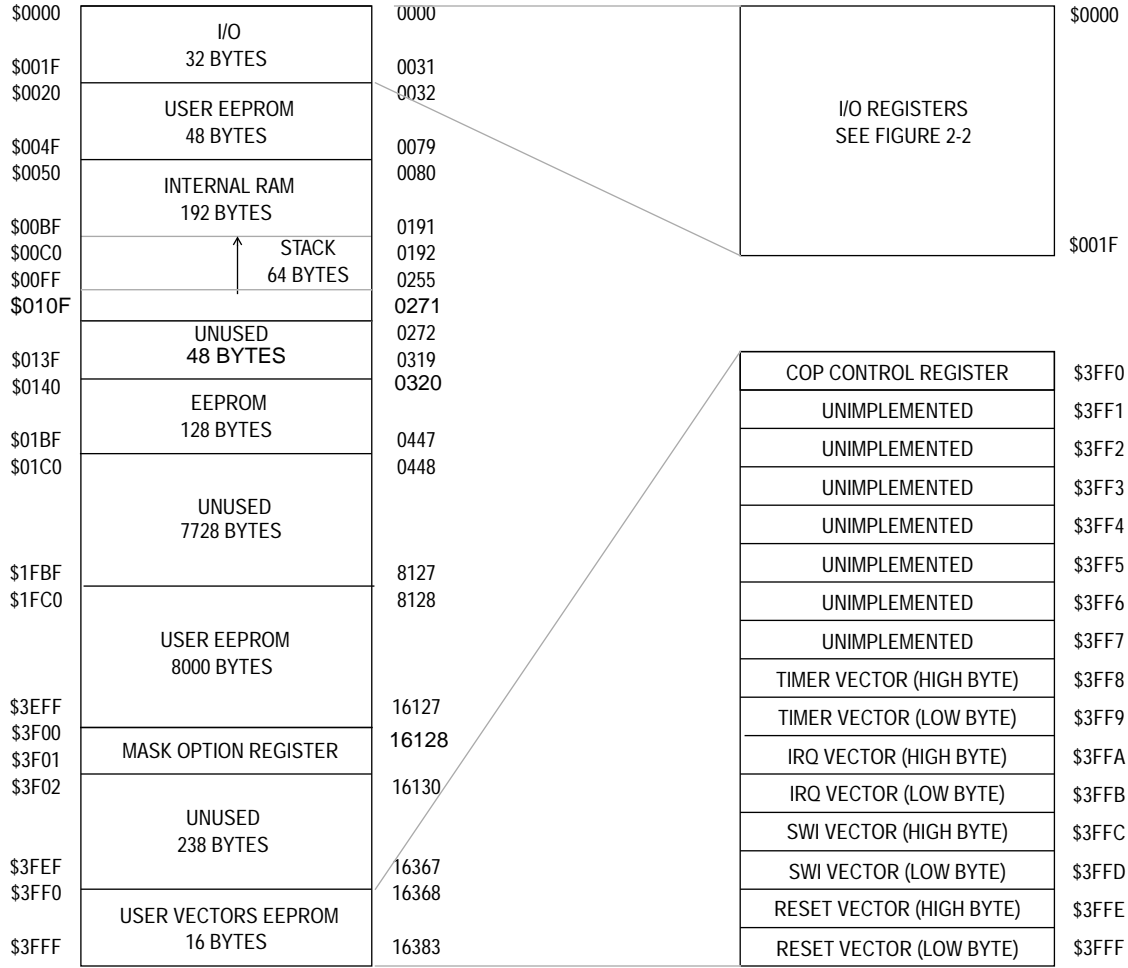 $0000
I/O
32 BYTES
0000
$001F
0031
$0020
USER EEPROM
48 BYTES
0032
$004F
0079
$0050
INTERNAL RAM
192 BYTES
0080
$00BF
0191
$00C0
STACK
64 BYTES
0192
$00FF
0255
$010F
0271
UNUSED
48 BYTES
0272
$013F
0319
$0140
EEPROM
128 BYTES
0320
$01BF
0447
$01C0
0448
UNUSED
7728 BYTES
$1FBF
8127
$1FC0
8128
USER EEPROM
8000 BYTES
$3EFF
16127
$3F00
MASK OPTION REGISTER
16128
$3F01
$3F02
16130
UNUSED
238 BYTES
$3FEF
16367
$3FF0
16368
USER VECTORS EEPROM
16 BYTES
$3FFF
16383
$0000
I/O REGISTERS
SEE FIGURE 2-2
$001F
COP CONTROL REGISTER $3FF0
UNIMPLEMENTED $3FF1
UNIMPLEMENTED $3FF2
UNIMPLEMENTED $3FF3
UNIMPLEMENTED $3FF4
UNIMPLEMENTED $3FF5
UNIMPLEMENTED $3FF6
UNIMPLEMENTED $3FF7
TIMER VECTOR (HIGH BYTE) $3FF8
TIMER VECTOR (LOW BYTE) $3FF9
IRQ VECTOR (HIGH BYTE) $3FFA
IRQ VECTOR (LOW BYTE) $3FFB
SWI VECTOR (HIGH BYTE) $3FFC
SWI VECTOR (LOW BYTE) $3FFD
RESET VECTOR (HIGH BYTE) $3FFE
RESET VECTOR (LOW BYTE) $3FFF